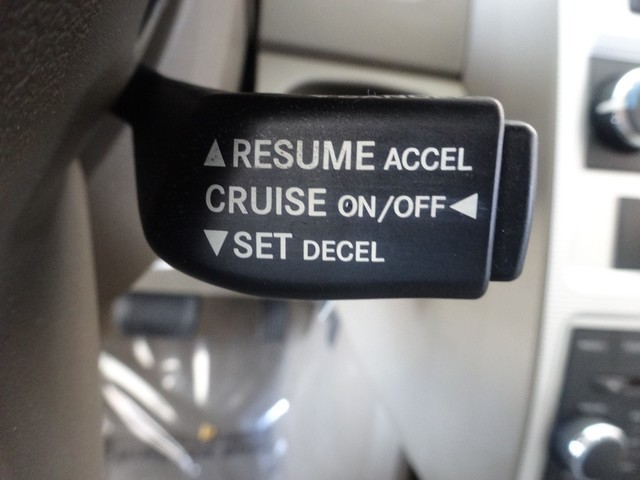 ▲RESUME ACCEL
CRUISE ON/OFF◀
▼SET DECEL